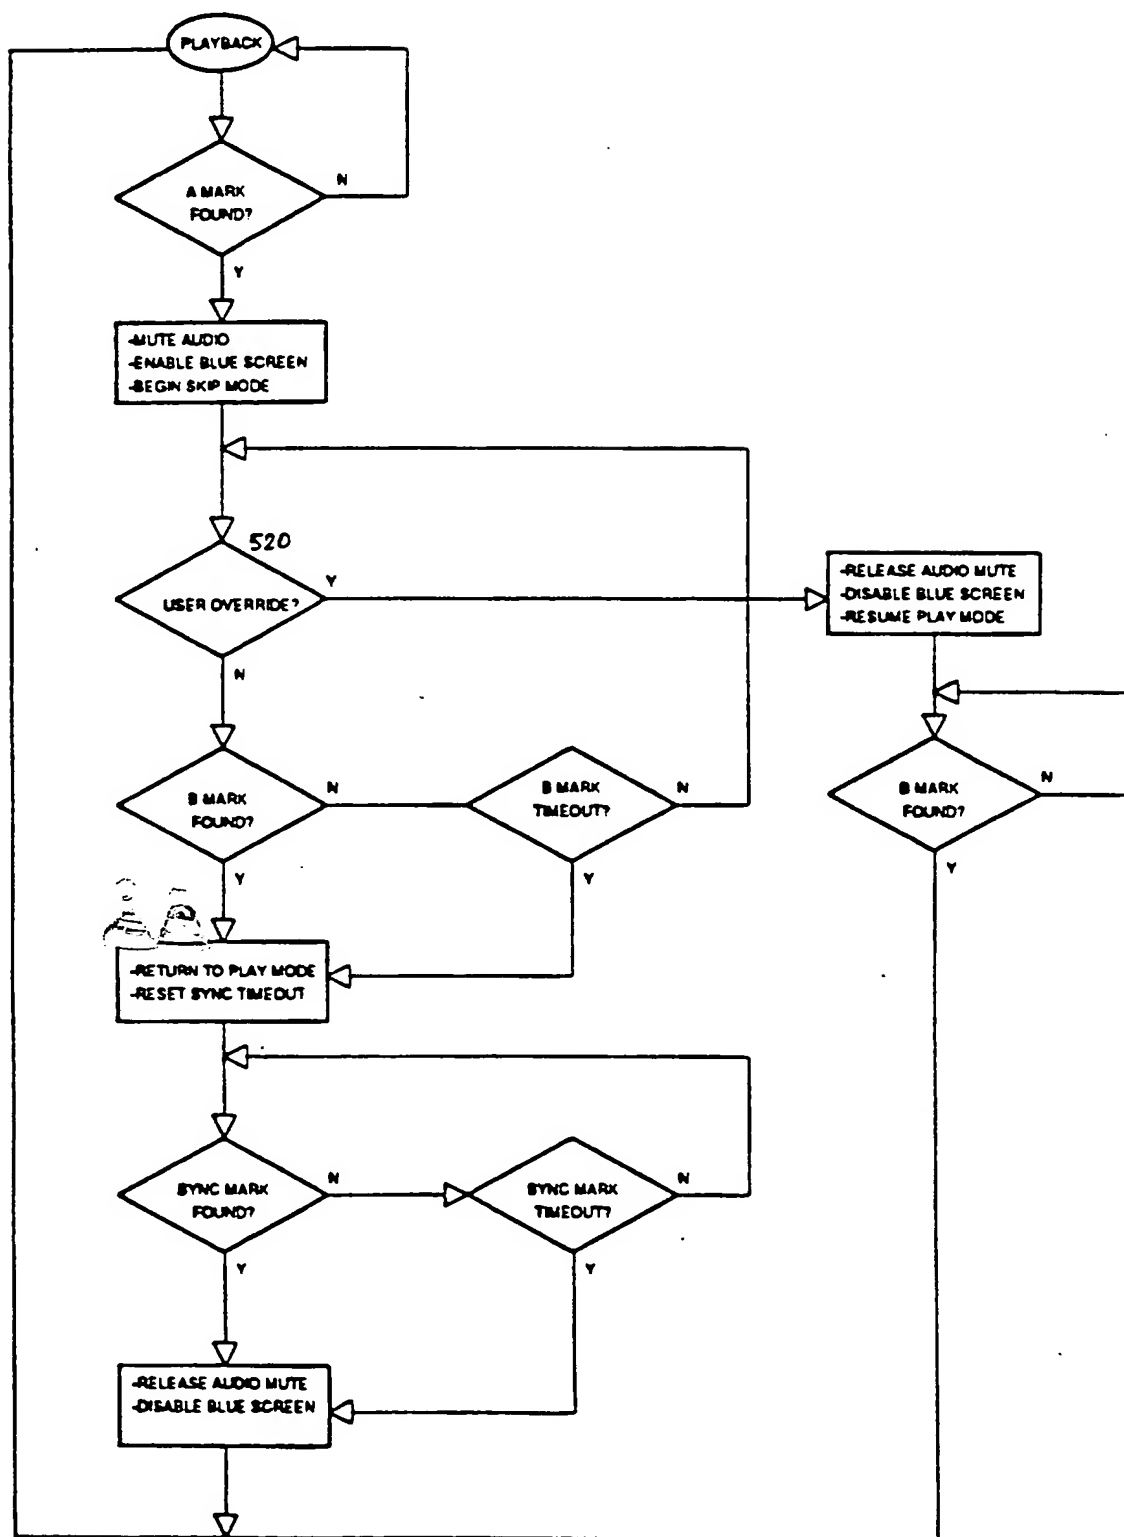 PLAYBACK
A MARK
FOUND?
N
Y
-MUTE AUDIO
-ENABLE BLUE SCREEN
-BEGIN SKIP MODE
520
USER OVERRIDE?
Y
N
-RELEASE AUDIO MUTE
-DISABLE BLUE SCREEN
-RESUME PLAY MODE
B MARK
FOUND?
N
Y
B MARK
TIMEOUT?
N
Y
B MARK
FOUND?
N
Y
-RETURN TO PLAY MODE
-RESET SYNC TIMEOUT
SYNC MARK
FOUND?
N
Y
SYNC MARK
TIMEOUT?
N
Y
-RELEASE AUDIO MUTE
-DISABLE BLUE SCREEN